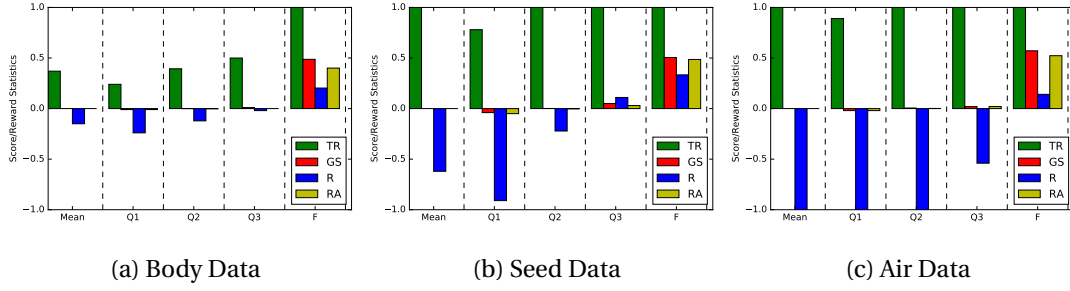 Score/Reward Statistics
1.0
0.5
0.0
−0.5
−1.0
Mean Q1 Q2 Q3 F
TR
GS
R
RA
(a) Body Data
Score/Reward Statistics
1.0
0.5
0.0
−0.5
−1.0
Mean Q1 Q2 Q3 F
TR
GS
R
RA
(b) Seed Data
Score/Reward Statistics
1.0
0.5
0.0
−0.5
−1.0
Mean Q1 Q2 Q3 F
TR
GS
R
RA
(c) Air Data